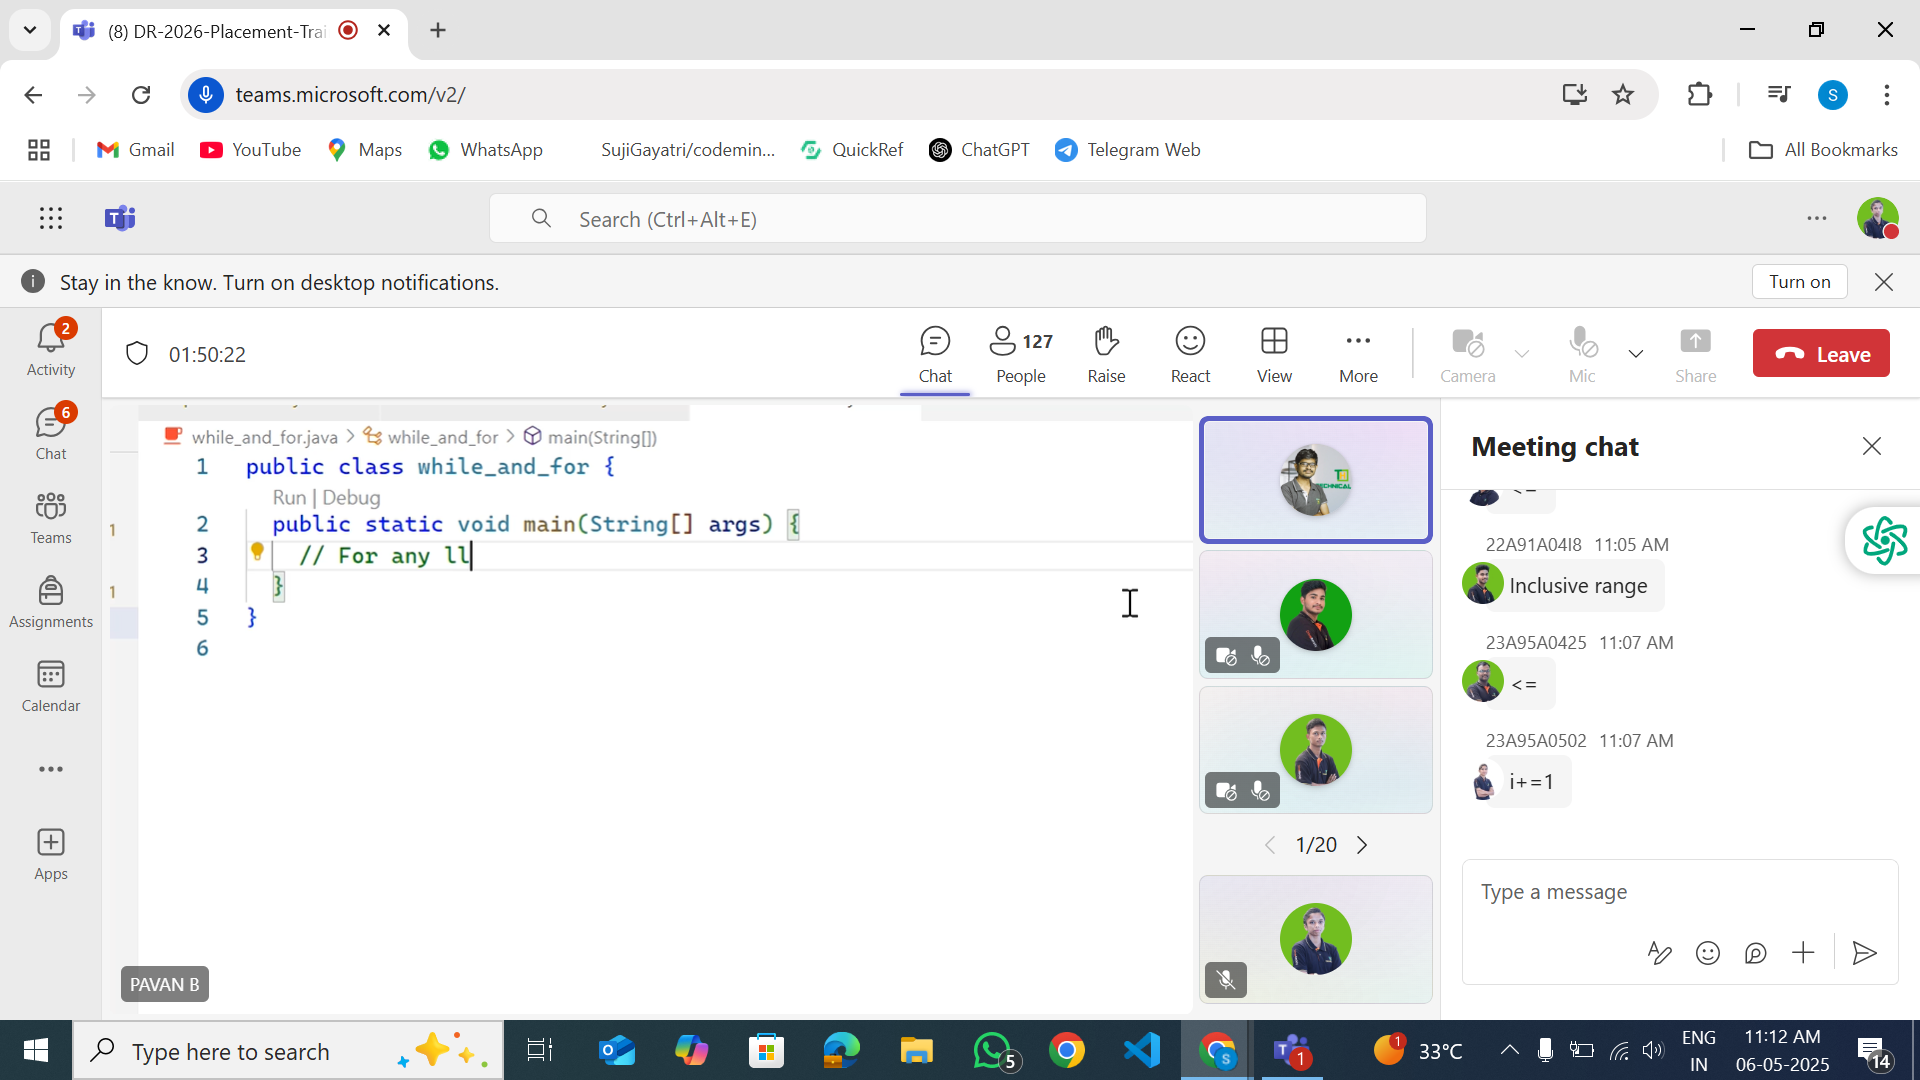 (8) DR-2026-Placement-Trai
teams.microsoft.com/v2/
S
Gmail
YouTube
Maps
WhatsApp
SujiGayatri/codemin...
QuickRef
ChatGPT
Telegram Web
All Bookmarks
Search (Ctrl+Alt+E)
Stay in the know. Turn on desktop notifications.
Turn on
2
Activity
6
Chat
Teams
Assignments
Calendar
Apps
01:50:22
Chat
127
People
Raise
React
View
More
Camera
Mic
Share
Leave
while_and_for.java > while_and_for > main(String[])
1 public class while_and_for {
Run | Debug
2 public static void main(String[] args) {
3 // For any ll
4 }
5 }
6
1
1
PAVAN B
TECHNICAL
1/20
Meeting chat
<=
22A91A04I8 11:05 AM
Inclusive range
23A95A0425 11:07 AM
<=
23A95A0502 11:07 AM
i+=1
Type a message
Type here to search
5
S
1
1
33°C
ENG
IN
11:12 AM
06-05-2025
14